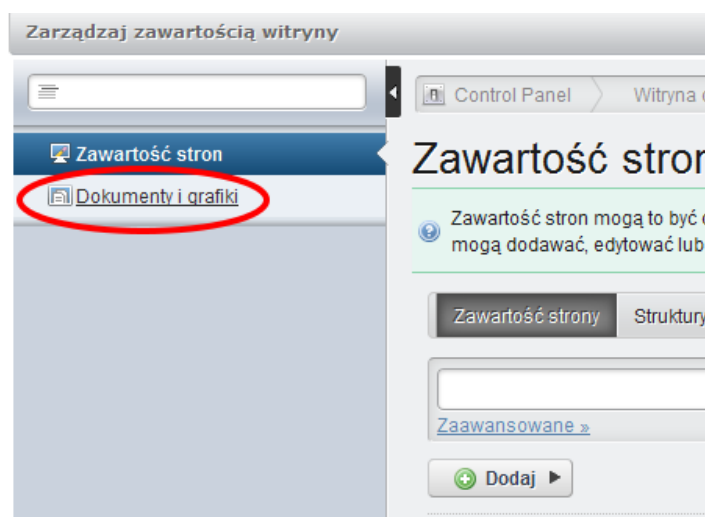 Zarządzaj zawartością witryny
Control Panel
Witryna
Zawartość stron
Dokumenty i grafiki
Zawartość stron
Zawartość stron mogą to być
mogą dodawać, edytować lub
Zawartość strony
Struktury
Zaawansowane »
Dodaj